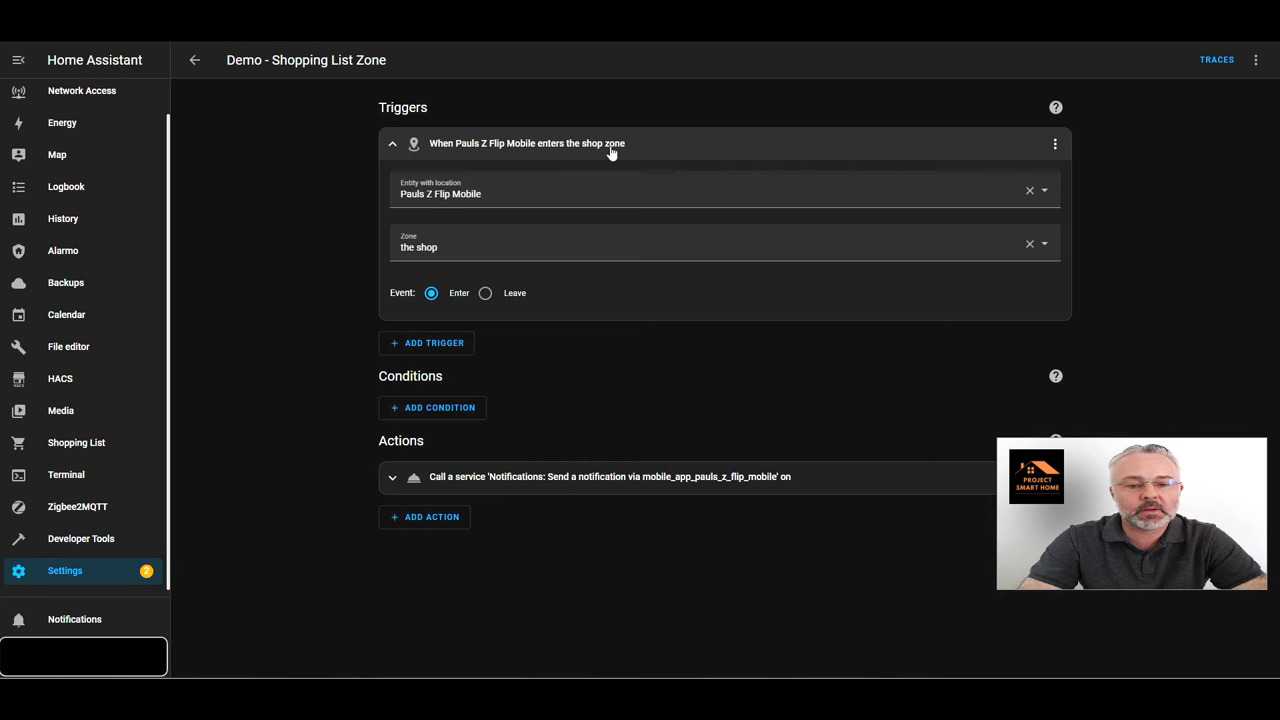 Home Assistant
Demo - Shopping List Zone
TRACES
Network Access
Energy
Map
Logbook
History
Alarmo
Backups
Calendar
File editor
HACS
HACS
Media
Shopping List
Terminal
Zigbee2MQTT
Developer Tools
Settings
2
Notifications
Triggers
When Pauls Z Flip Mobile enters the shop zone
Entity with location
Pauls Z Flip Mobile
Zone
the shop
Event:
Enter
Leave
+ ADD TRIGGER
Conditions
+ ADD CONDITION
Actions
Call a service 'Notifications: Send a notification via mobile_app_pauls_z_flip_mobile' on
+ ADD ACTION
PROJECT
SMART HOME